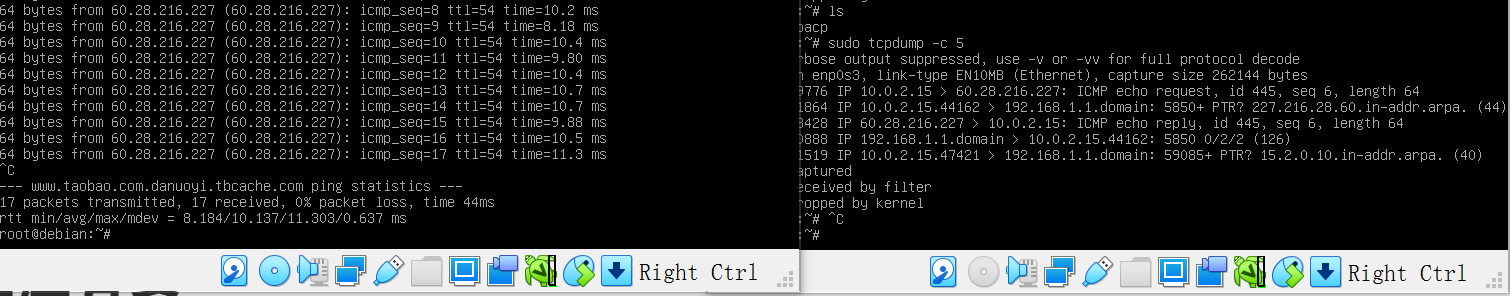 64 bytes from 60.28.216.227 (60.28.216.227): icmp_seq=8 ttl=54 time=10.2 ms
64 bytes from 60.28.216.227 (60.28.216.227): icmp_seq=9 ttl=54 time=8.18 ms
64 bytes from 60.28.216.227 (60.28.216.227): icmp_seq=10 ttl=54 time=10.4 ms
64 bytes from 60.28.216.227 (60.28.216.227): icmp_seq=11 ttl=54 time=9.80 ms
64 bytes from 60.28.216.227 (60.28.216.227): icmp_seq=12 ttl=54 time=10.4 ms
64 bytes from 60.28.216.227 (60.28.216.227): icmp_seq=13 ttl=54 time=10.7 ms
64 bytes from 60.28.216.227 (60.28.216.227): icmp_seq=14 ttl=54 time=10.7 ms
64 bytes from 60.28.216.227 (60.28.216.227): icmp_seq=15 ttl=54 time=9.88 ms
64 bytes from 60.28.216.227 (60.28.216.227): icmp_seq=16 ttl=54 time=10.5 ms
64 bytes from 60.28.216.227 (60.28.216.227): icmp_seq=17 ttl=54 time=11.3 ms
^C
--- www.taobao.com.danuoyi.tbcache.com ping statistics ---
17 packets transmitted, 17 received, 0% packet loss, time 44ms
rtt min/avg/max/mdev = 8.184/10.137/11.303/0.637 ms
root@debian:~#
Right Ctrl
:~# ls
pacp
:~# sudo tcpdump -c 5
rbose output suppressed, use -v or -vv for full protocol decode
n enp0s3, link-type EN10MB (Ethernet), capture size 262144 bytes
9776 IP 10.0.2.15 > 60.28.216.227: ICMP echo request, id 445, seq 6, length 64
1864 IP 10.0.2.15.44162 > 192.168.1.1.domain: 5850+ PTR? 227.216.28.60.in-addr.arpa. (44)
0428 IP 60.28.216.227 > 10.0.2.15: ICMP echo reply, id 445, seq 6, length 64
0888 IP 192.168.1.1.domain > 10.0.2.15.44162: 5850 0/2/2 (126)
1519 IP 10.0.2.15.47421 > 192.168.1.1.domain: 59085+ PTR? 15.2.0.10.in-addr.arpa. (40)
aptured
eceived by filter
ropped by kernel
:~# ^C
:~#
Right Ctrl